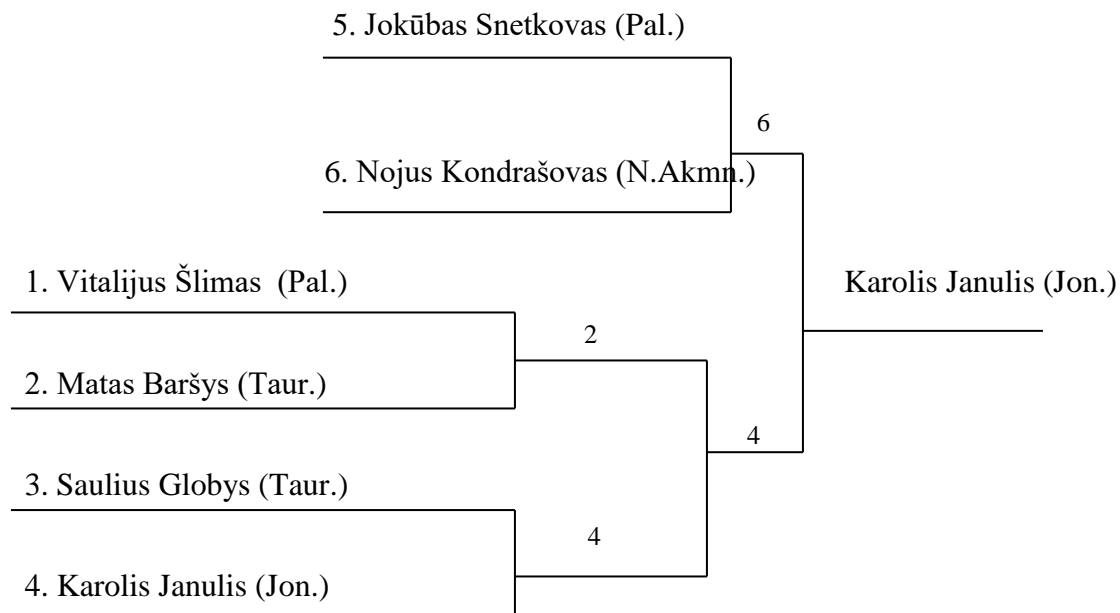 5. Jokūbas Snetkovas (Pal.)
6
6. Nojus Kondrašovas (N.Akmn.)
1. Vitalijus Šlimas (Pal.)
Karolis Janulis (Jon.)
2
2. Matas Baršys (Taur.)
4
3. Saulius Globys (Taur.)
4
4. Karolis Janulis (Jon.)